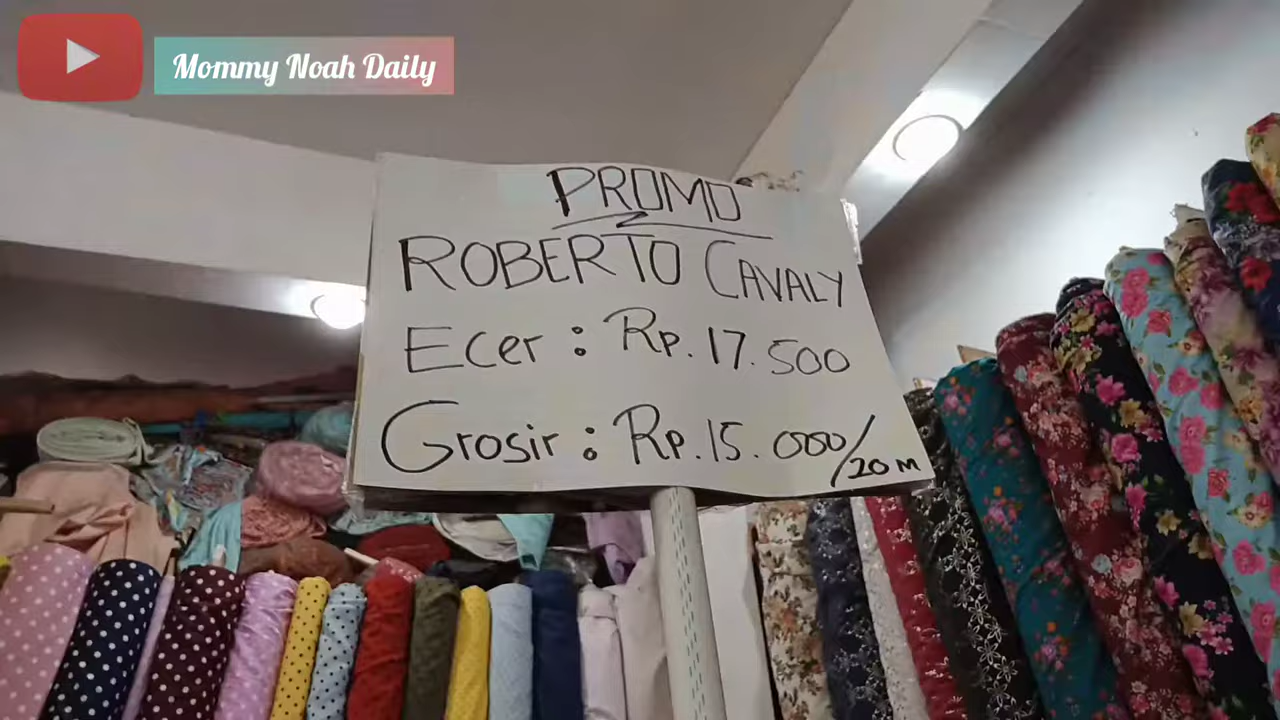 Mommy Noah Daily
PROMO
ROBERTO CAVALY
Ecer : Rp. 17.500
Grosir : Rp. 15.000/20 M